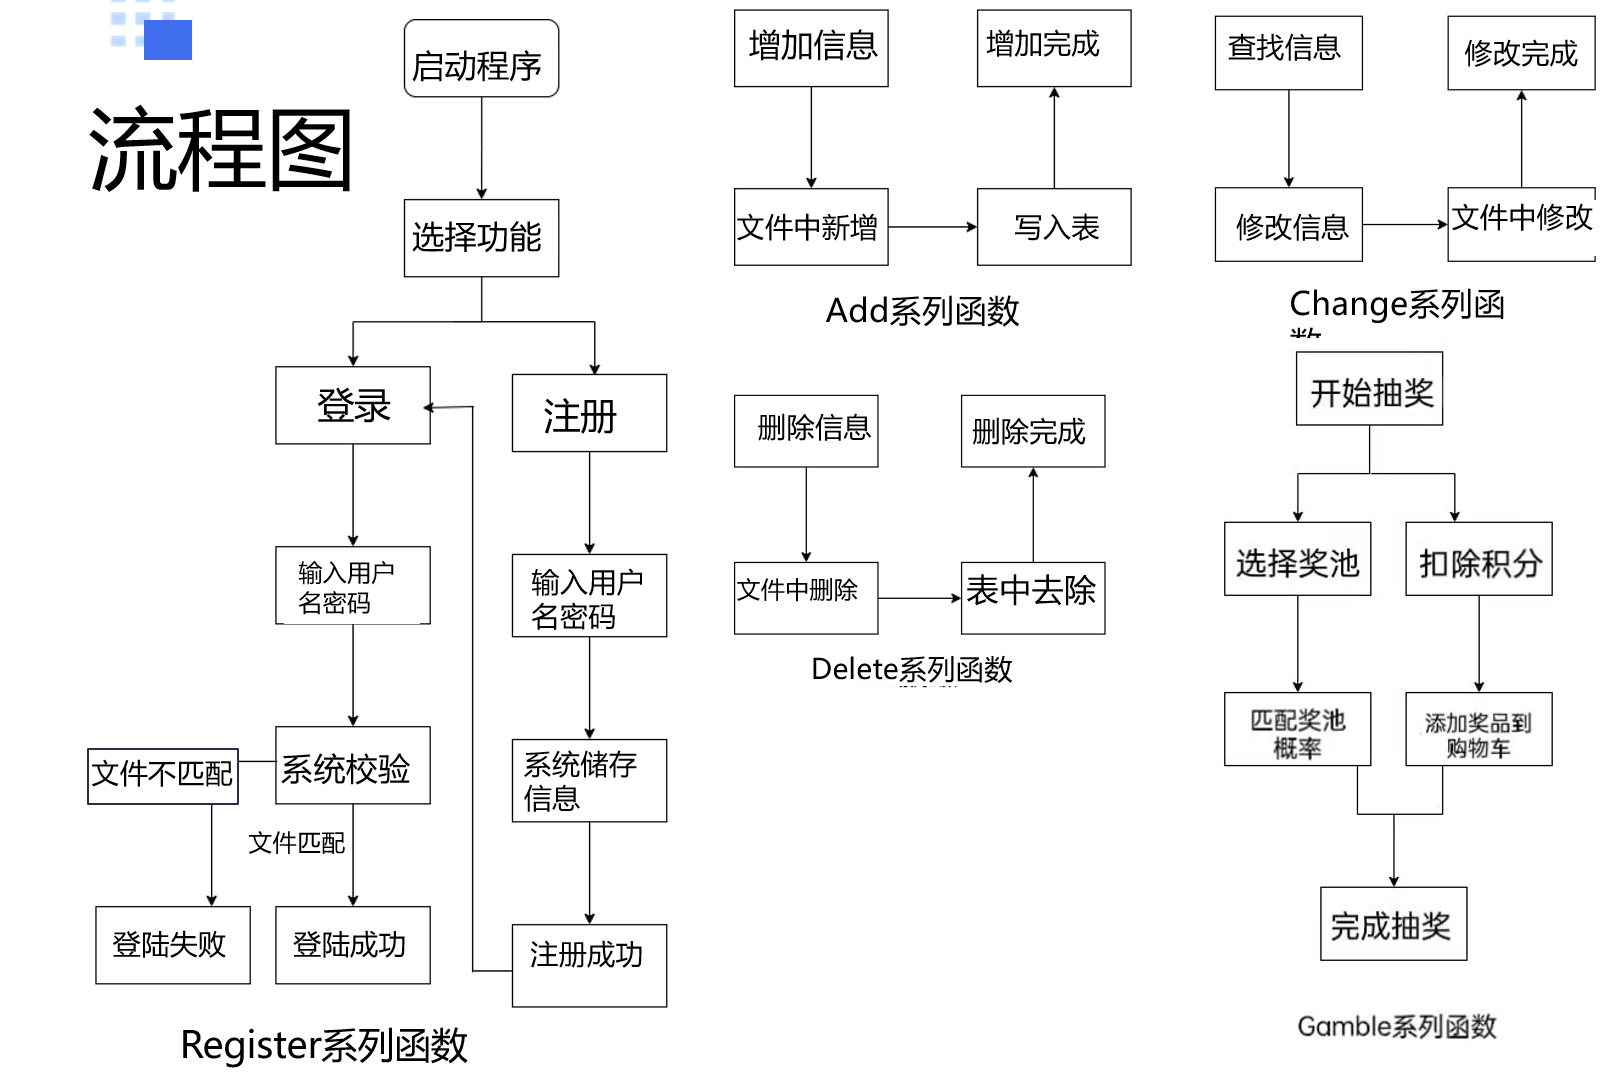 流程图
启动程序
选择功能
登录
注册
输入用户
名密码
输入用户
名密码
系统校验
文件不匹配
文件匹配
系统储存
信息
登陆失败
登陆成功
注册成功
Register系列函数
增加信息
增加完成
文件中新增
写入表
Add系列函数
查找信息
修改完成
修改信息
文件中修改
Change系列函
数
删除信息
删除完成
文件中删除
表中去除
Delete系列函数
开始抽奖
选择奖池
扣除积分
匹配奖池
概率
添加奖品到
购物车
完成抽奖
Gamble系列函数